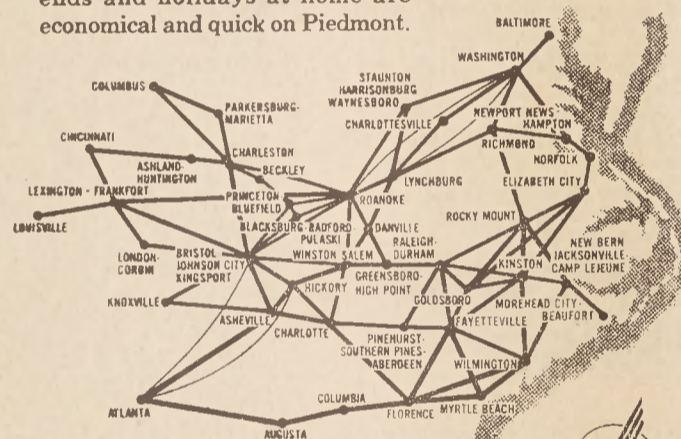 ends and holidays at home are
economical and quick on Piedmont.
BALTIMORE
WASHINGTON
COLUMBUS
STAUNTON
HARRISONBURG
WAYNESBORO
PARKERSBURG-
MARIETTA
CHARLOTTESVILLE
NEWPORT NEWS-
HAMPTON
CINCINNATI
RICHMOND
CHARLESTON
NORFOLK
ASHLAND-
HUNTINGTON
BECKLEY
LYNCHBURG
ELIZABETH CITY
LEXINGTON - FRANKFORT
PRINCETON
BLUEFIELD
ROANOKE
LOUISVILLE
BLACKSBURG-RADFORD-
PULASKI
DANVILLE
ROCKY MOUNT
LONDON-
CORBIN
BRISTOL
JOHNSON CITY
KINGSPORT
WINSTON SALEM
RALEIGH-
DURHAM
NEW BERN
JACKSONVILLE-
CAMP LEJEUNE
GREENSBORO-
HIGH POINT
KINSTON
KNOXVILLE
HICKORY
GOLDSBORO
MOREHEAD CITY-
BEAUFORT
ASHEVILLE
CHARLOTTE
FAYETTEVILLE
PINEHURST-
SOUTHERN PINES-
ABERDEEN
WILMINGTON
ATLANTA
COLUMBIA
FLORENCE
MYRTLE BEACH
AUGUSTA